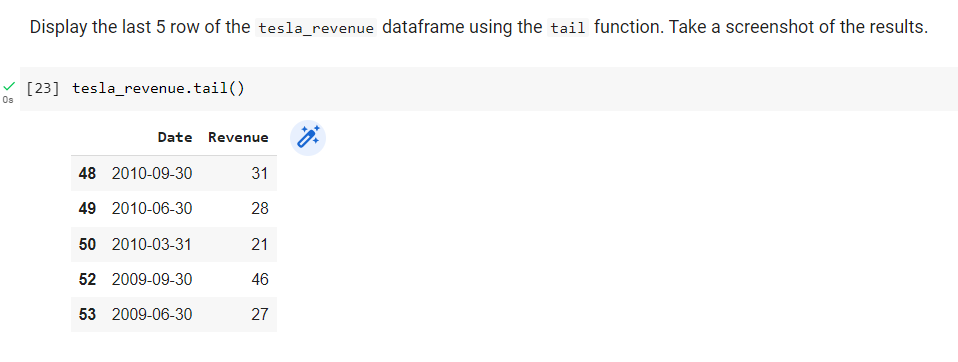 Display the last 5 row of the tesla_revenue dataframe using the tail function. Take a screenshot of the results.
[23] tesla_revenue.tail()
0s
Date Revenue
48 2010-09-30 31
49 2010-06-30 28
50 2010-03-31 21
52 2009-09-30 46
53 2009-06-30 27